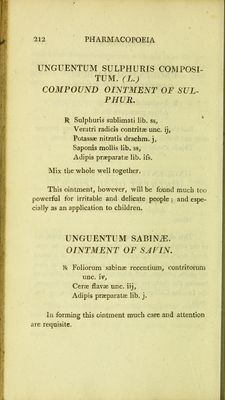 212 PHARMACOPOEIA
UNGUENTUM SULPHURIS COMPOSI-
TUM. (L.)
COMPOUND OINTMENT OF SUL-
PHUR.
℞ Sulphuris sublimati lib. ss,
Veratri radicis contritæ unc. ij,
Potassæ nitratis drachm. j,
Saponis mollis lib. ss,
Adipis præparatæ lib. iſs.
Mix the whole well together.
This ointment, however, will be found much too
powerful for irritable and delicate people; and espe-
cially as an application to children.
UNGUENTUM SABINÆ.
OINTMENT OF SAVIN.
℞ Foliorum sabinæ recentium, contritorum
unc. iv,
Ceræ flavæ unc. iij,
Adipis præparatæ lib. j.
In forming this ointment much care and attention
are requisite.